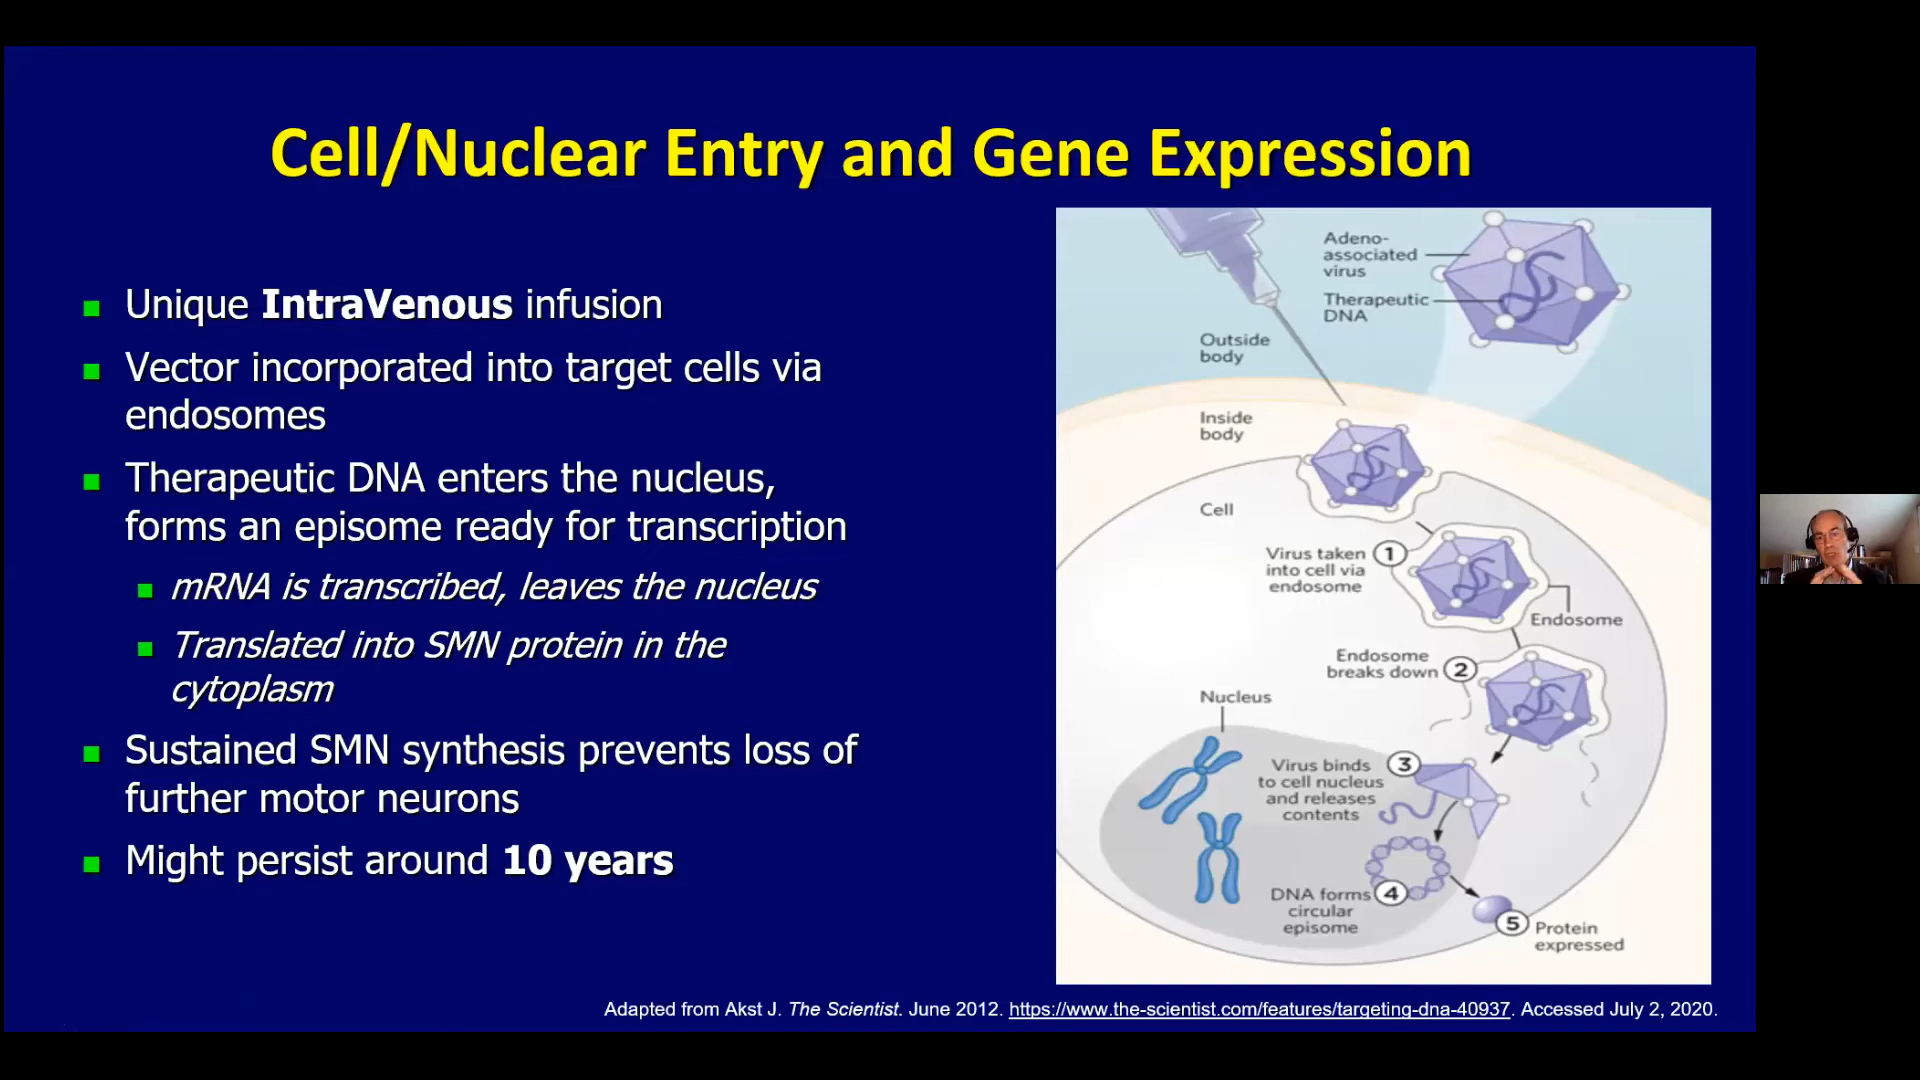 Cell/Nuclear Entry and Gene Expression
Unique IntraVenous infusion
Vector incorporated into target cells via
endosomes
Therapeutic DNA enters the nucleus,
forms an episome ready for transcription
mRNA is transcribed, leaves the nucleus
Translated into SMN protein in the
cytoplasm
Sustained SMN synthesis prevents loss of
further motor neurons
Might persist around 10 years
Adeno-
associated
virus
Therapeutic
DNA
Outside
body
Inside
body
Cell
Virus taken
into cell via
endosome
1
Endosome
Endosome
breaks down
2
Nucleus
Virus binds
to cell nucleus
and releases
contents
3
DNA forms
circular
episome
4
5
Protein
expressed
Adapted from Akst J. The Scientist. June 2012. https://www.the-scientist.com/features/targeting-dna-40937. Accessed July 2, 2020.